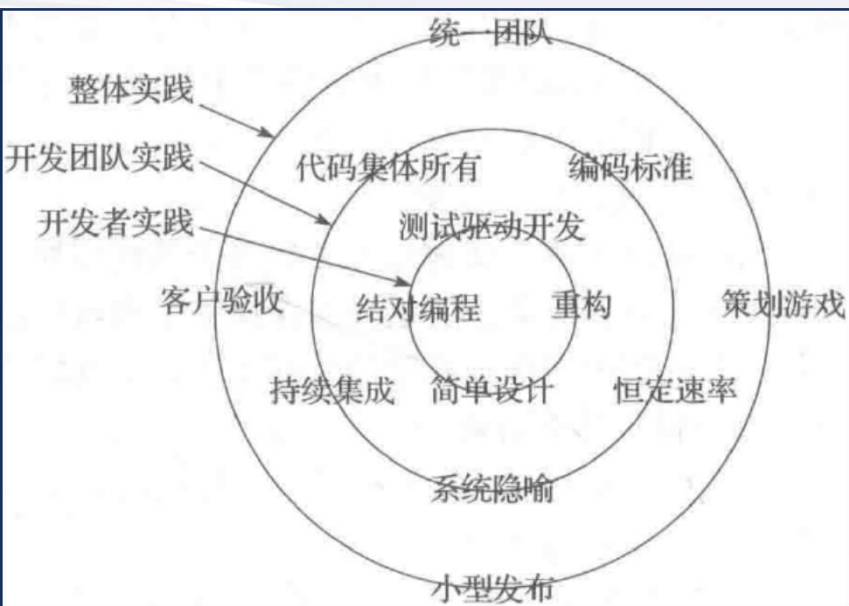 统一团队
整体实践
开发团队实践
代码集体所有
编码标准
开发者实践
测试驱动开发
客户验收
结对编程
重构
策划游戏
持续集成
简单设计
恒定速率
系统隐喻
小型发布